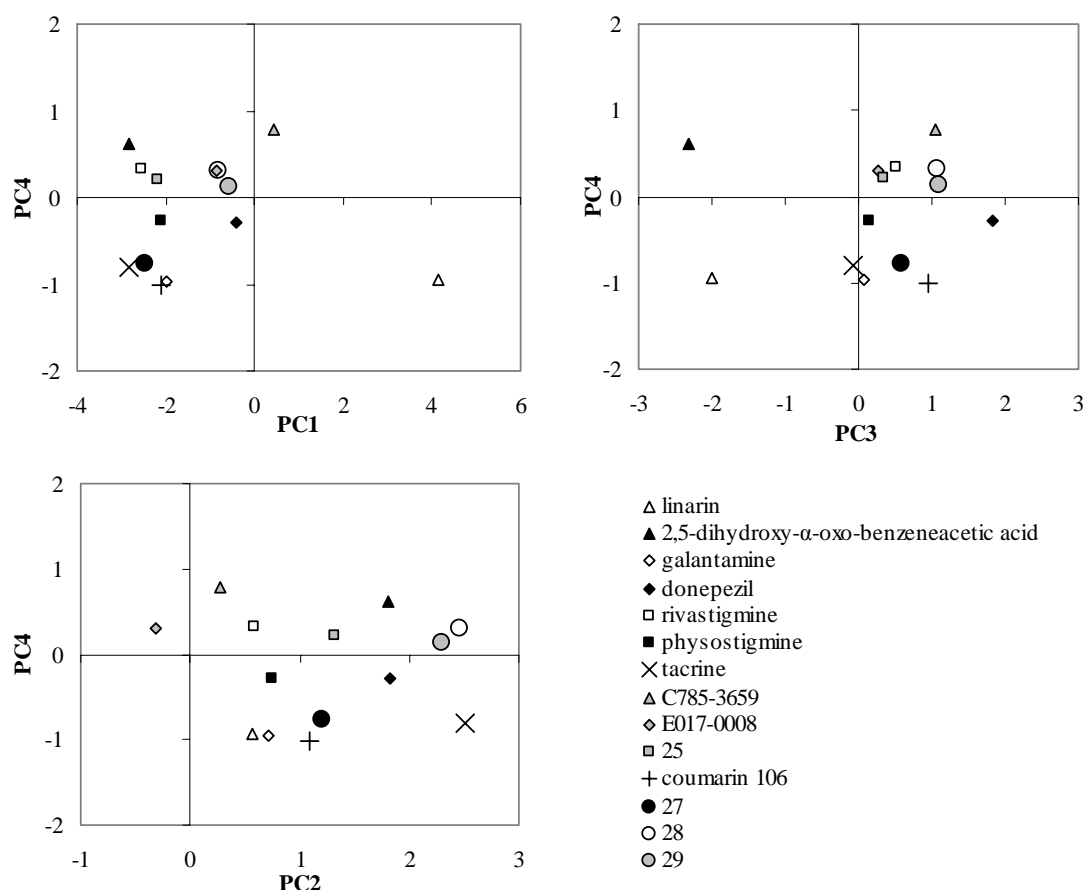 2
1
0
-1
-2
PC4
-4 -2 0 2 4 6
PC1
2
1
0
-1
-2
PC4
-3 -2 -1 0 1 2 3
PC3
2
1
0
-1
-2
PC4
-1 0 1 2 3
PC2
linarin
2,5-dihydroxy-α-oxo-benzeneacetic acid
galantamine
donepezil
rivastigmine
physostigmine
tacrine
C785-3659
E017-0008
25
coumarin 106
27
28
29